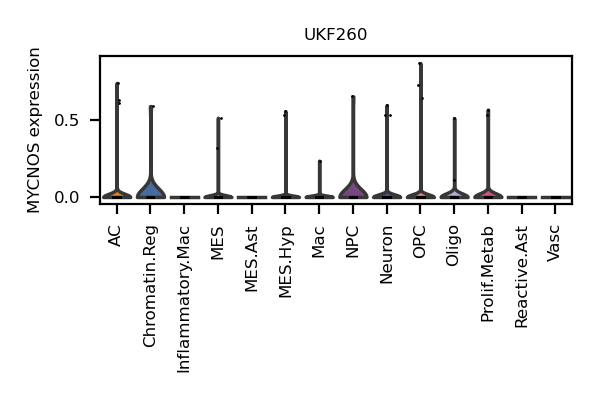 UKF260
MYCNOS expression
0.5
0.0
AC
Chromatin.Reg
Inflammatory.Mac
MES
MES.Ast
MES.Hyp
Mac
NPC
Neuron
OPC
Oligo
Prolif.Metab
Reactive.Ast
Vasc